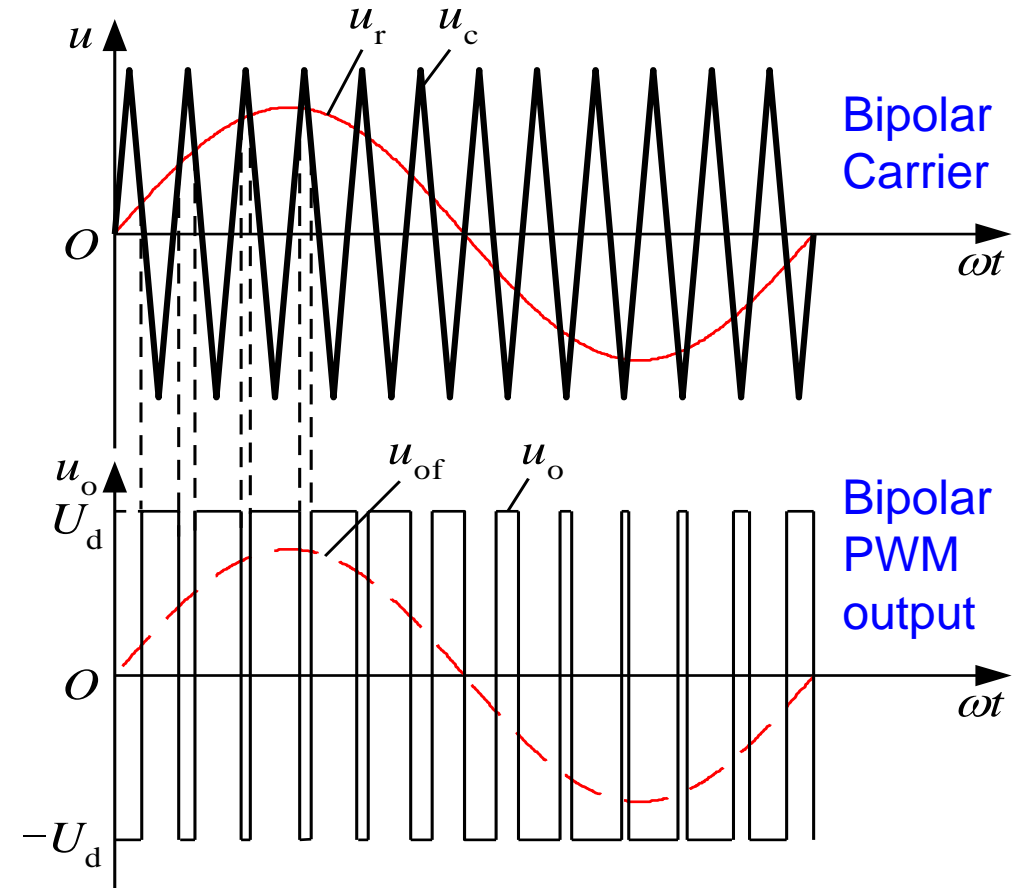 u
u_r
u_c
Bipolar
Carrier
O
ωt
u_o
U_d
u_of
u_o
Bipolar
PWM
output
O
ωt
−U_d